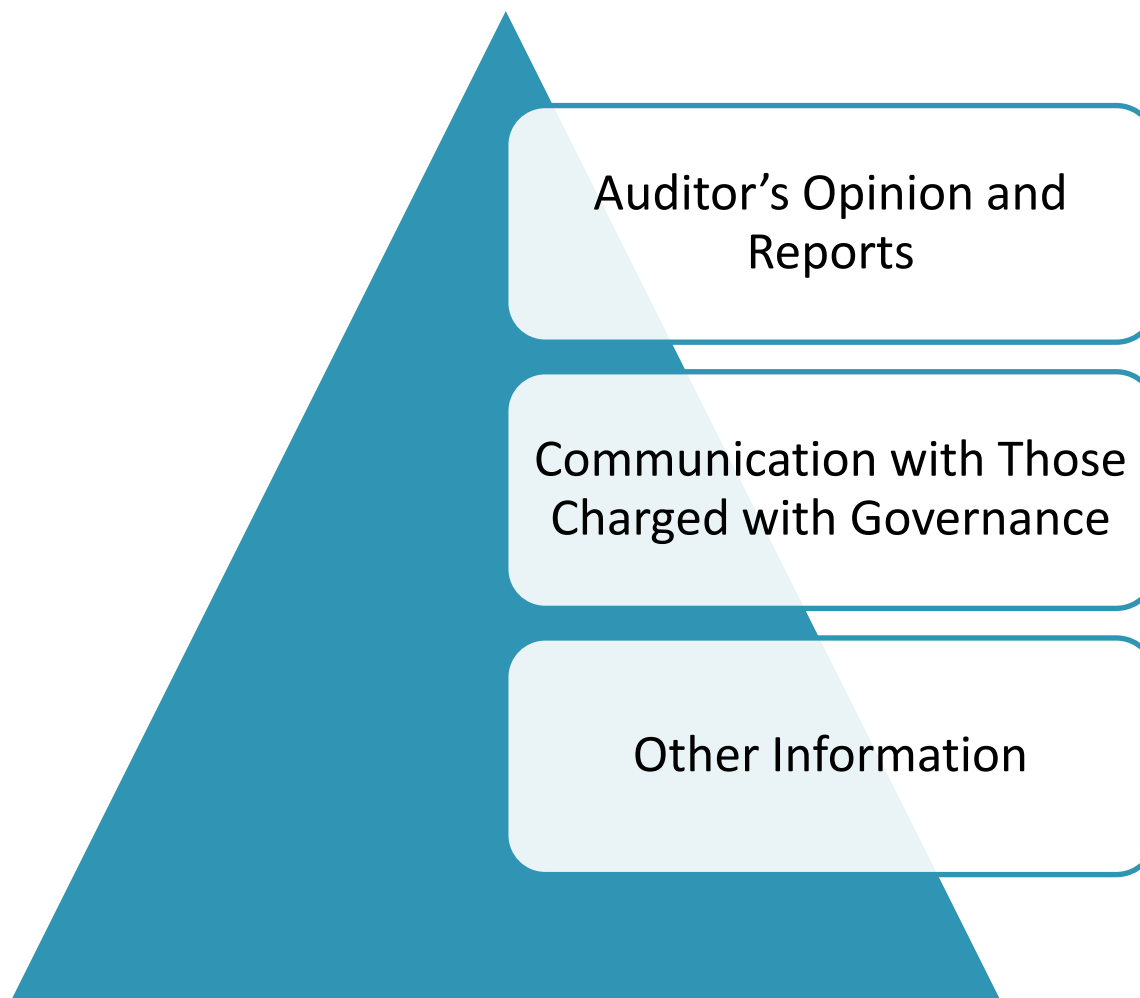 Auditor’s Opinion and
Reports
Communication with Those
Charged with Governance
Other Information